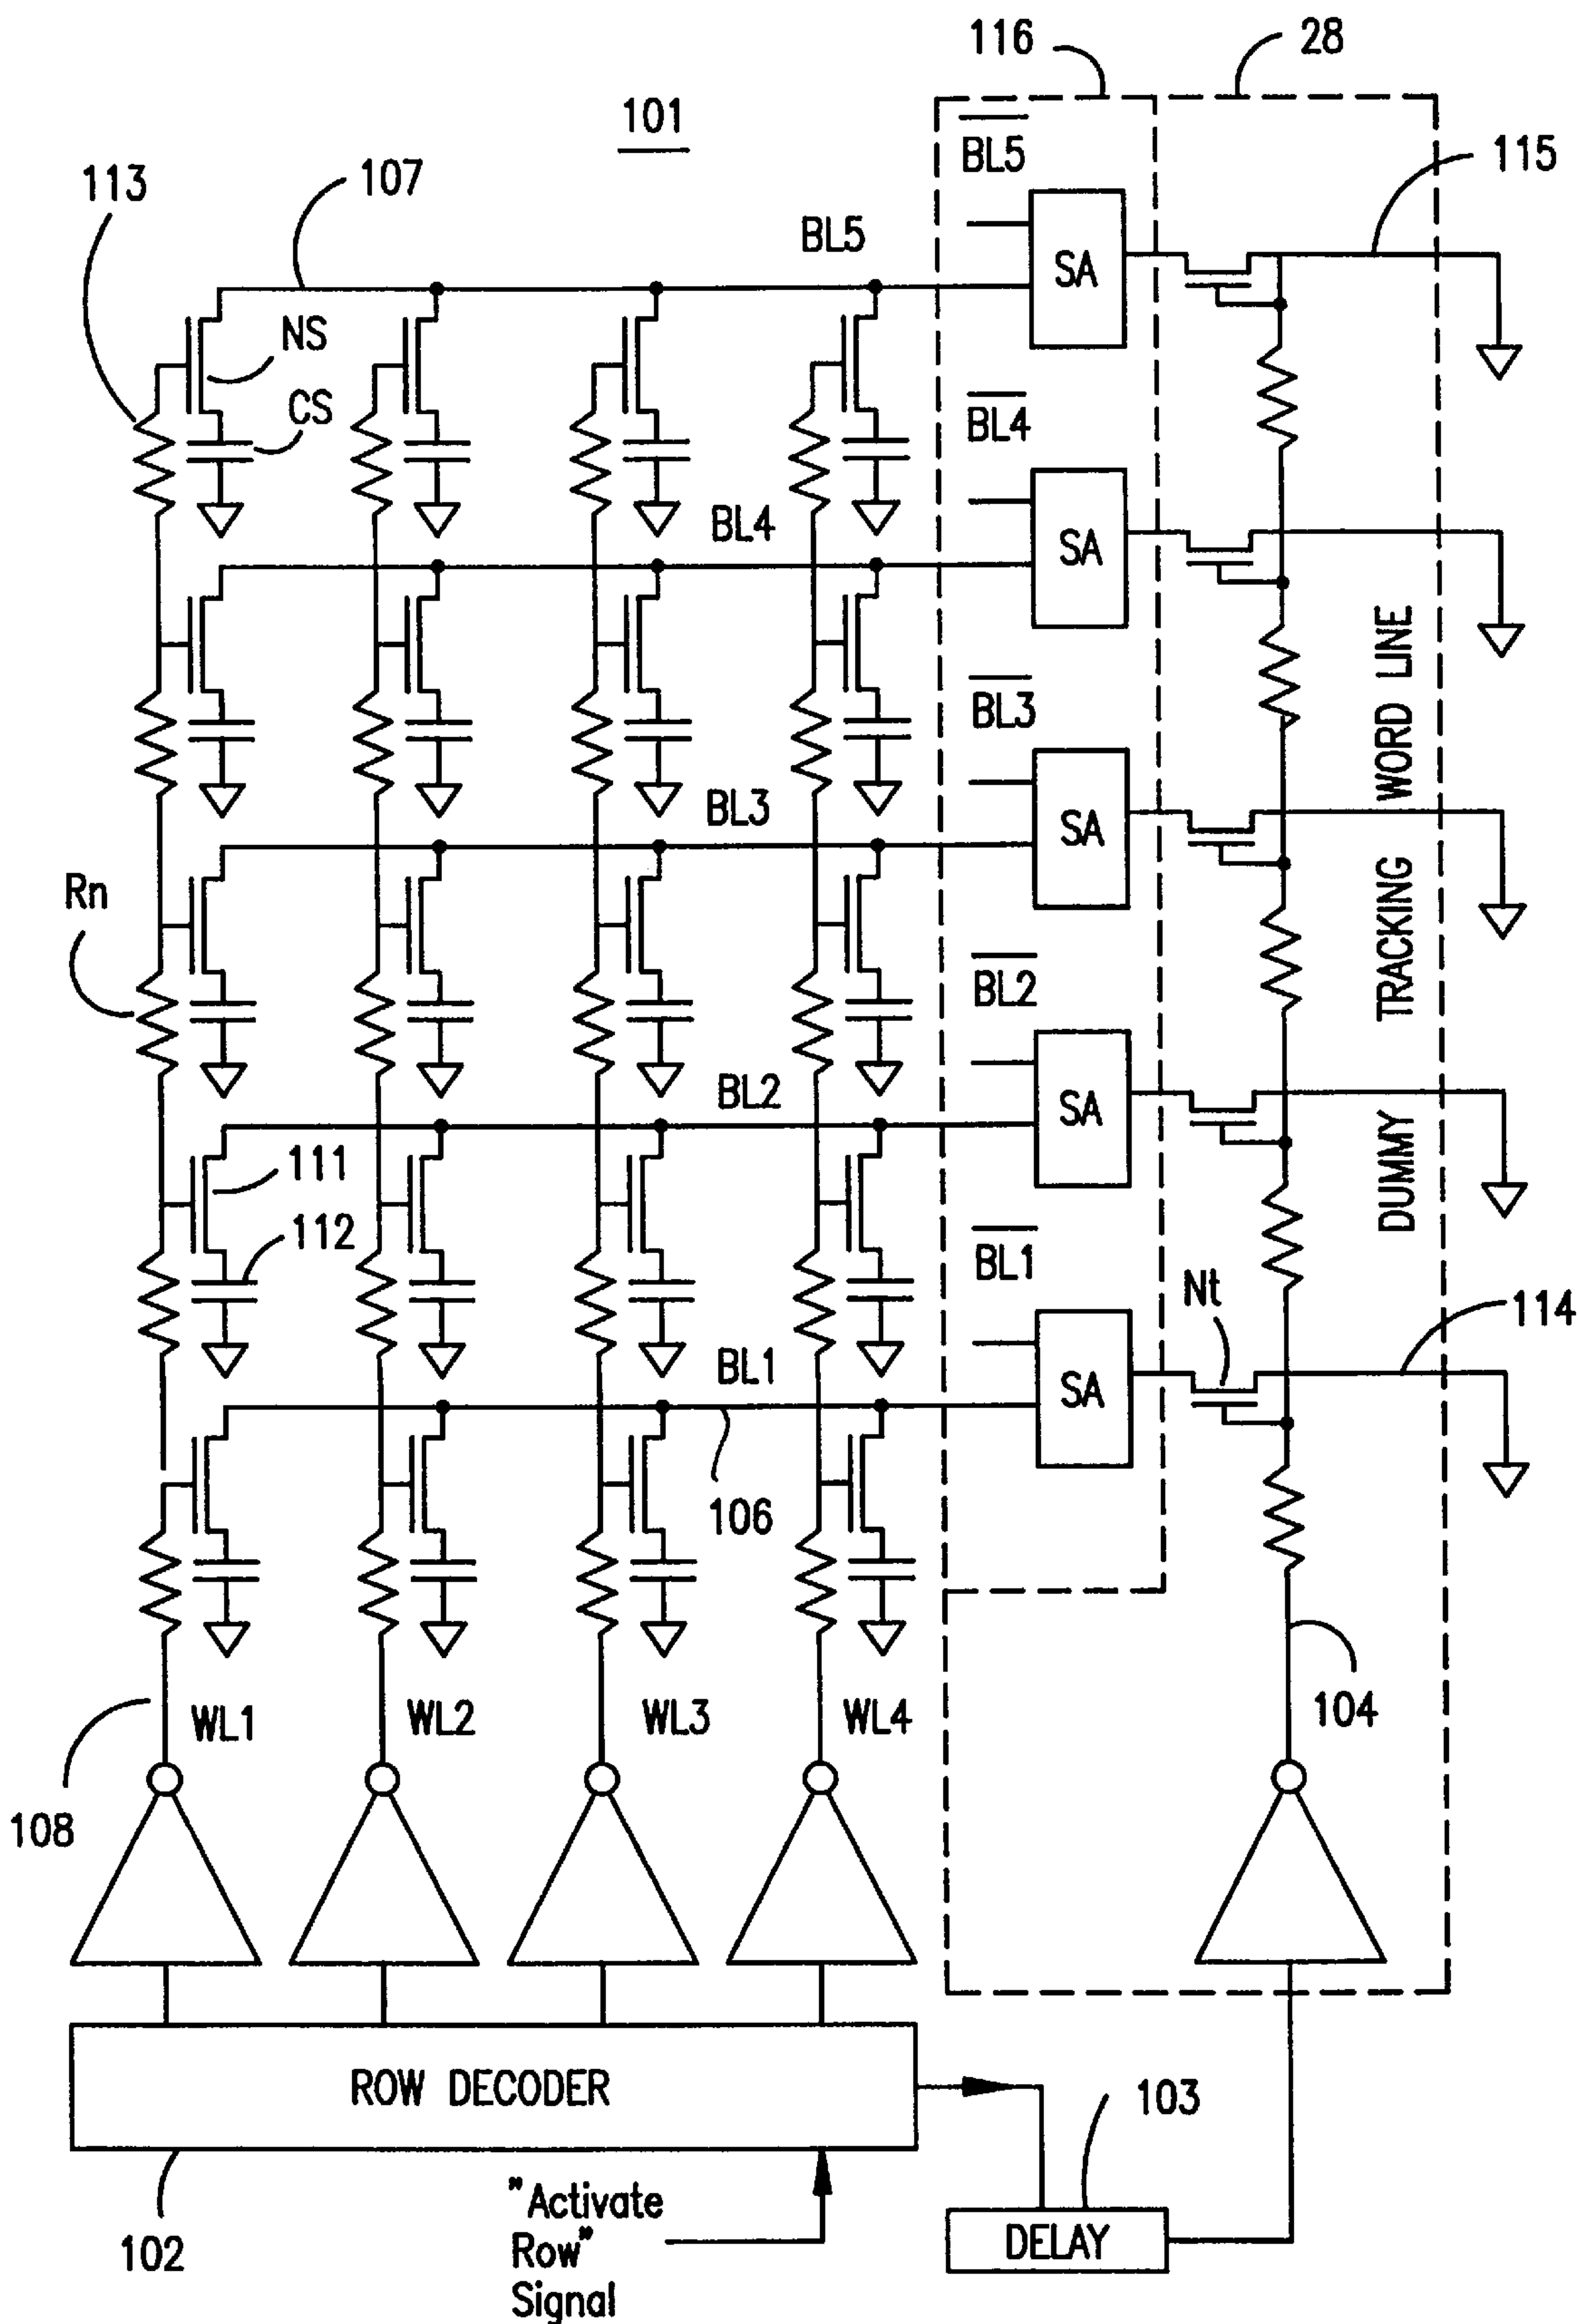 116
28
101
113
107
BL5
BL5
115
SA
NS
CS
BL4
BL4
SA
WORD LINE
BL3
BL3
SA
Rn
TRACKING
BL2
BL2
SA
111
112
DUMMY
BL1
Nt
114
BL1
SA
106
104
WL1
WL2
WL3
WL4
108
ROW DECODER
103
102
"Activate
Row"
Signal
DELAY